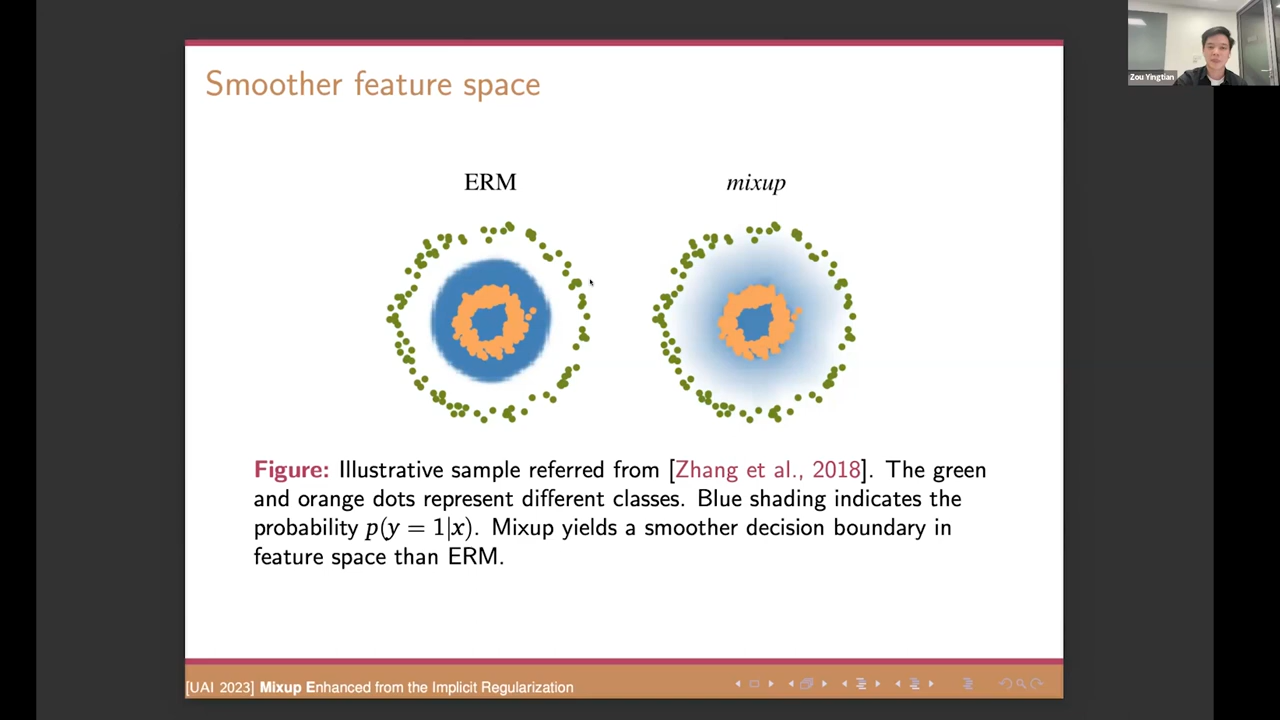 Zou Yingtian
Smoother feature space
ERM
mixup
Figure: Illustrative sample referred from [Zhang et al., 2018]. The green
and orange dots represent different classes. Blue shading indicates the
probability p(y = 1|x). Mixup yields a smoother decision boundary in
feature space than ERM.
[UAI 2023] Mixup Enhanced from the Implicit Regularization